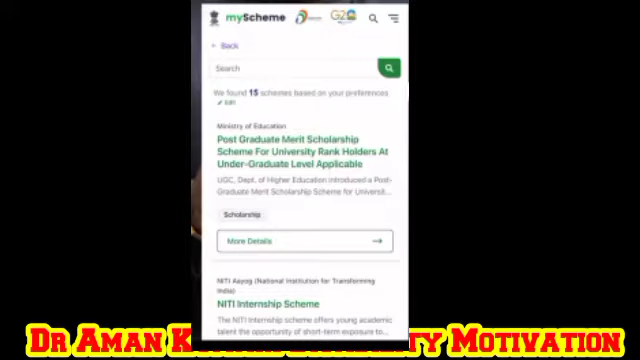 myScheme
G20
Back
Search
We found 15 schemes based on your preferences
Edit
Ministry of Education
Post Graduate Merit Scholarship
Scheme For University Rank Holders At
Under-Graduate Level Applicable
UGC, Dept. of Higher Education introduced a Post-
Graduate Merit Scholarship Scheme for Universit...
Scholarship
More Details
NITI Aayog (National Institution for Transforming
India)
NITI Internship Scheme
The NITI Internship scheme offers young academic
talent the opportunity of short-term exposure to...
DR AMAN MOTIVATION